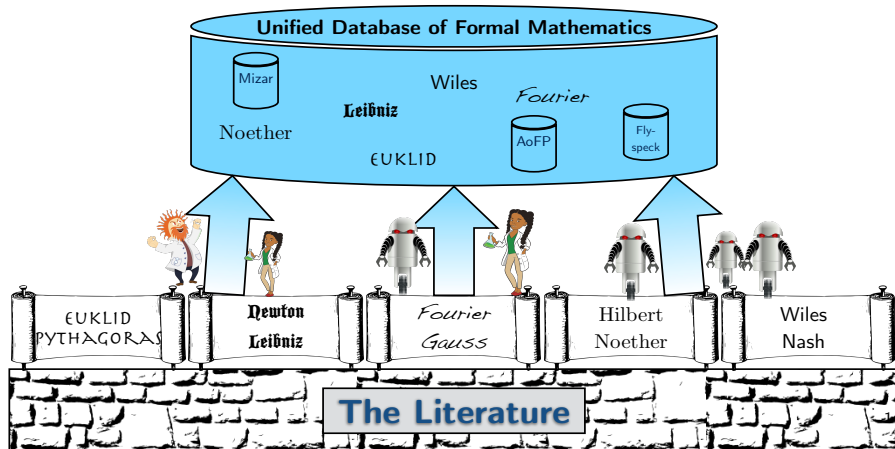 Unified Database of Formal Mathematics
Mizar
Wiles
Fourier
Leibniz
Noether
AoFP
Fly-
speck
EUKLID
EUKLID
PYTHAGORAS
Newton
Leibniz
Fourier
Gauss
Hilbert
Noether
Wiles
Nash
The Literature